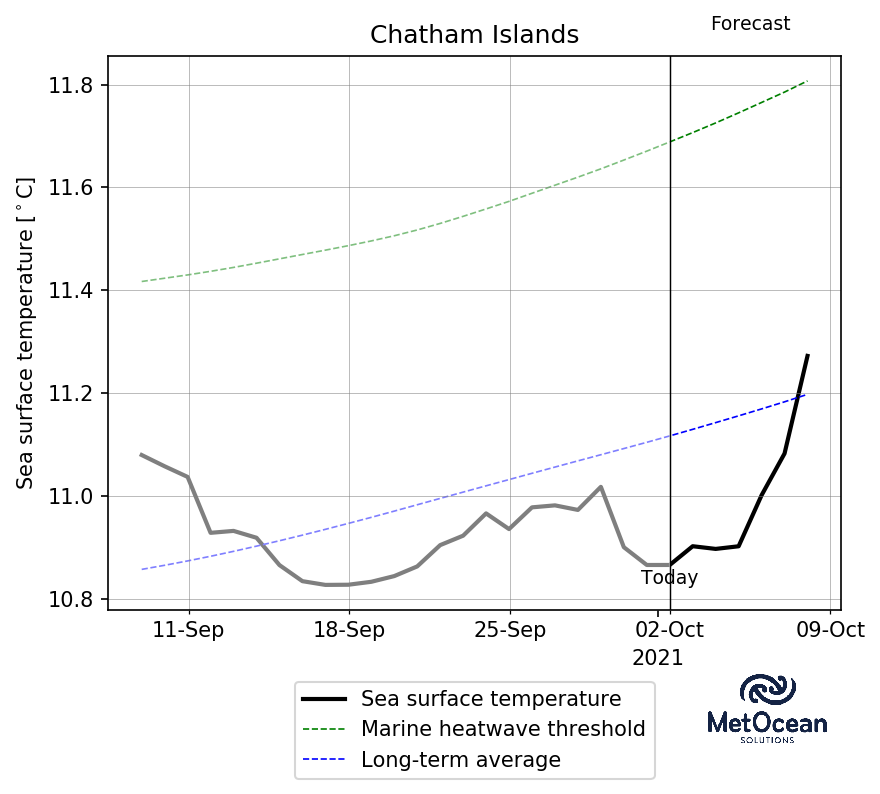 Forecast
Chatham Islands
Sea surface temperature [°C]
11.8
11.6
11.4
11.2
11.0
10.8
Today
11-Sep
18-Sep
25-Sep
02-Oct
09-Oct
2021
Sea surface temperature
Marine heatwave threshold
Long-term average
MetOcean
SOLUTIONS